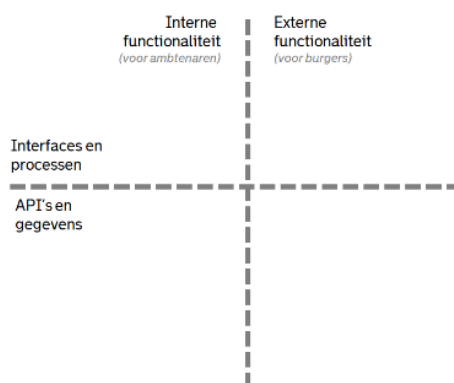 Interne
functionaliteit
(voor ambtenaren)
Externe
functionaliteit
(voor burgers)
Interfaces en
processen
API's en
gegevens